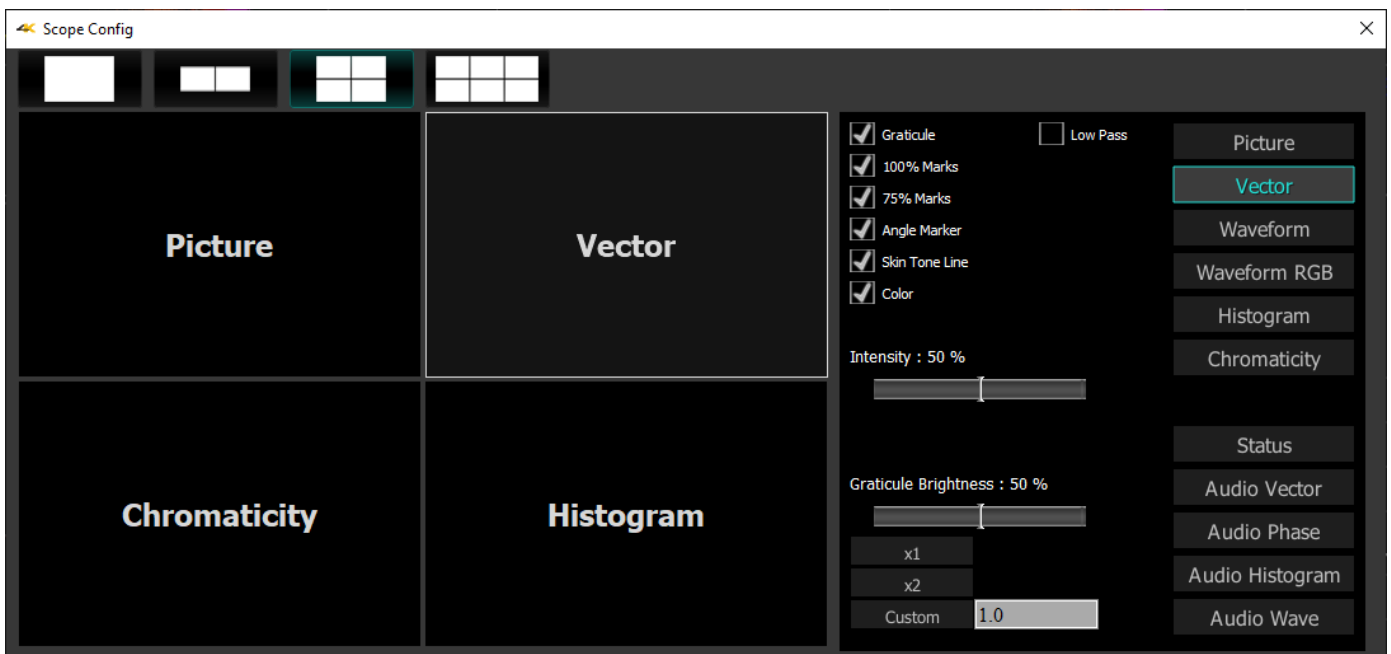 4K Scope Config
Picture
Vector
Chromaticity
Histogram
Graticule
Low Pass
100% Marks
75% Marks
Angle Marker
Skin Tone Line
Color
Intensity : 50 %
Graticule Brightness : 50 %
x1
x2
Custom 1.0
Picture
Vector
Waveform
Waveform RGB
Histogram
Chromaticity
Status
Audio Vector
Audio Phase
Audio Histogram
Audio Wave